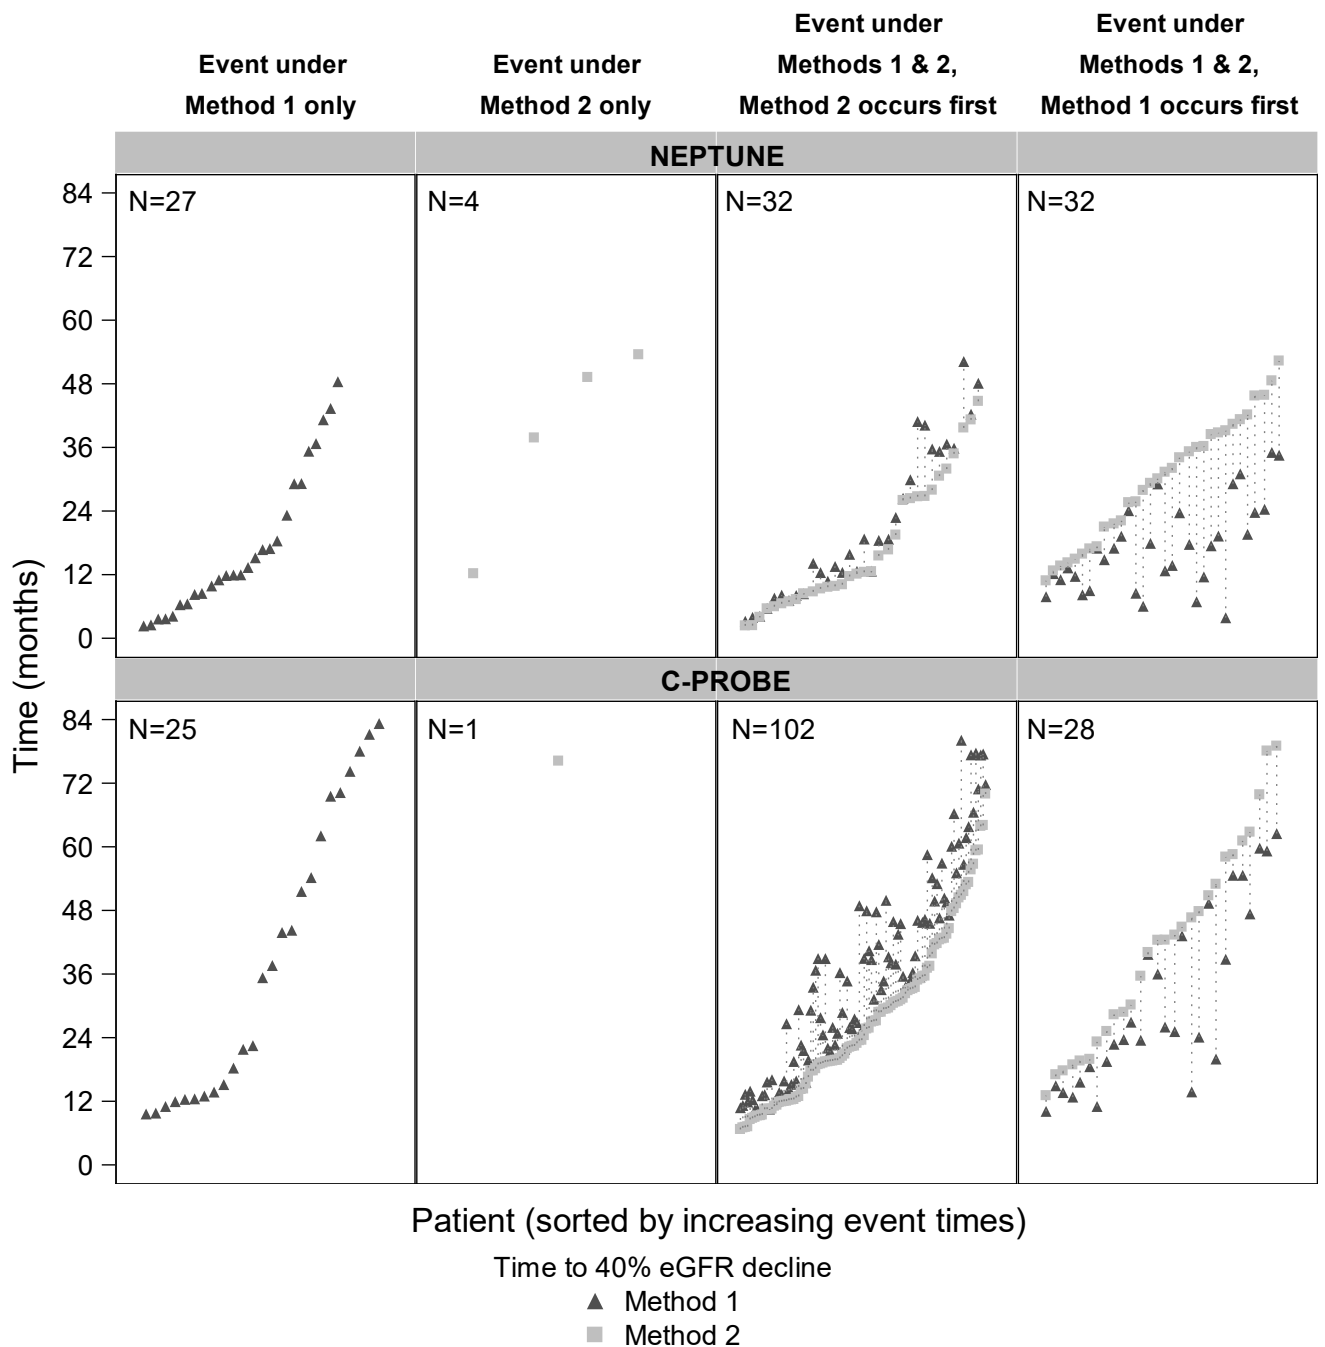 Event under
Method 1 only
Event under
Method 2 only
Event under
Methods 1 & 2,
Method 2 occurs first
Event under
Methods 1 & 2,
Method 1 occurs first
NEPTUNE
N=27
N=4
N=32
N=32
84
72
60
48
36
24
12
0
C-PROBE
N=25
N=1
N=102
N=28
84
72
60
48
36
24
12
0
Time (months)
Patient (sorted by increasing event times)
Time to 40% eGFR decline
Method 1
Method 2